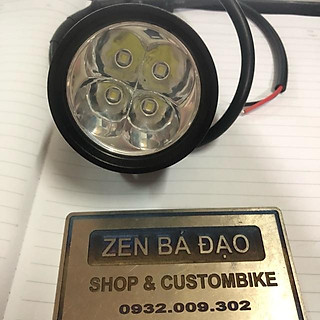 ZEN BÁ ĐẠO
SHOP & CUSTOMBIKE
0932.009.302